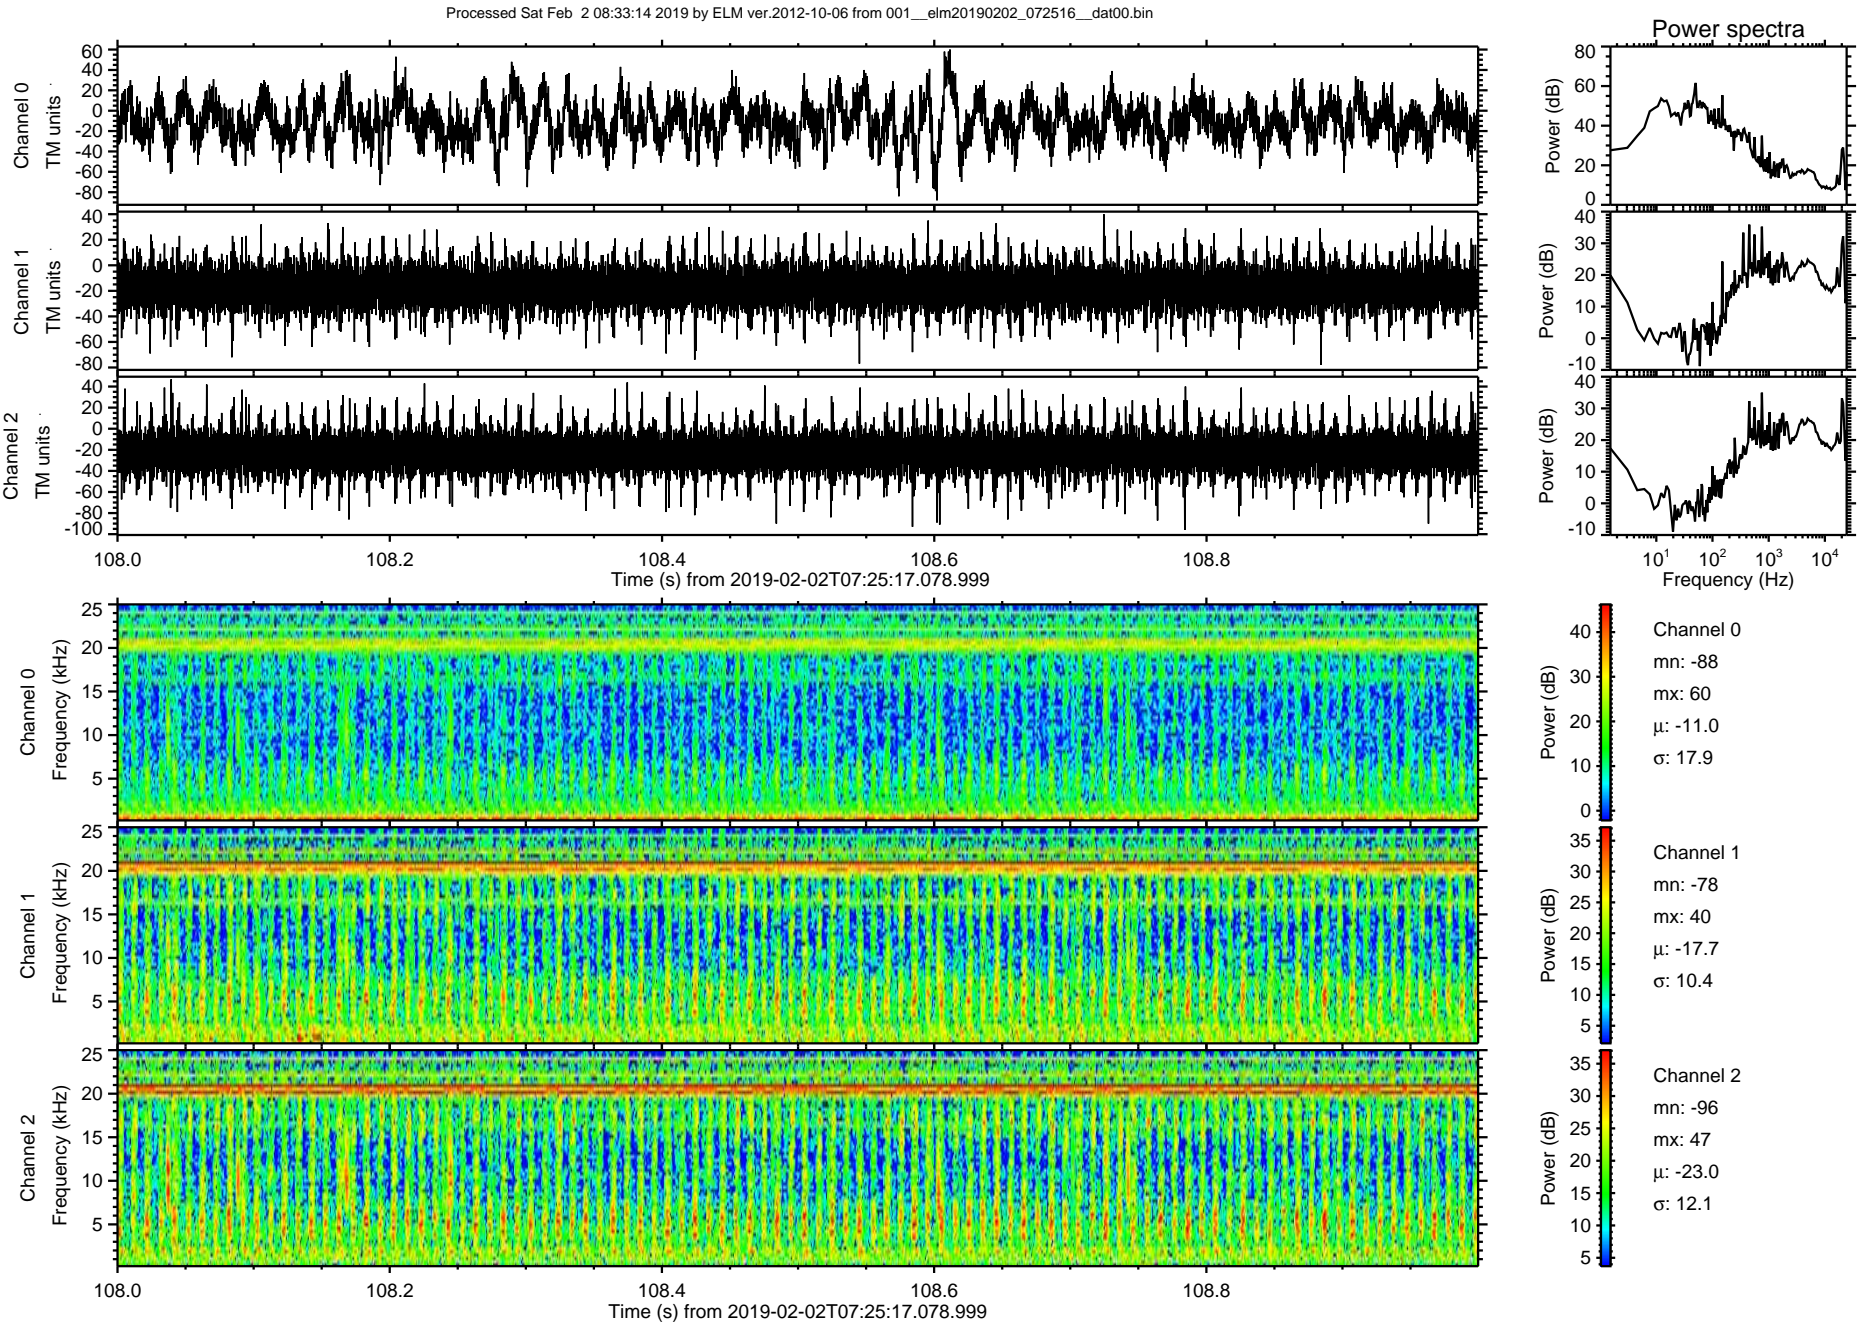 Processed Sat Feb  2 08:33:14 2019 by ELM ver.2012-10-06 from 001__elm20190202_072516__dat00.bin
Power spectra
Channel 0
TM units
60
40
20
0
-20
-40
-60
-80
Power (dB)
80
60
40
20
0
Channel 1
TM units
40
20
0
-20
-40
-60
-80
Power (dB)
40
30
20
10
0
-10
Channel 2
TM units
40
20
0
-20
-40
-60
-80
-100
Power (dB)
40
30
20
10
0
-10
108.0 108.2 108.4 108.6 108.8
Time (s) from 2019-02-02T07:25:17.078.999
10¹ 10² 10³ 10⁴
Frequency (Hz)
Channel 0
Frequency (kHz)
25
20
15
10
5
Power (dB)
40
30
20
10
0
Channel 0
mn: -88
mx: 60
μ: -11.0
σ: 17.9
Channel 1
Frequency (kHz)
25
20
15
10
5
Power (dB)
35
30
25
20
15
10
5
Channel 1
mn: -78
mx: 40
μ: -17.7
σ: 10.4
Channel 2
Frequency (kHz)
25
20
15
10
5
Power (dB)
35
30
25
20
15
10
5
Channel 2
mn: -96
mx: 47
μ: -23.0
σ: 12.1
108.0 108.2 108.4 108.6 108.8
Time (s) from 2019-02-02T07:25:17.078.999